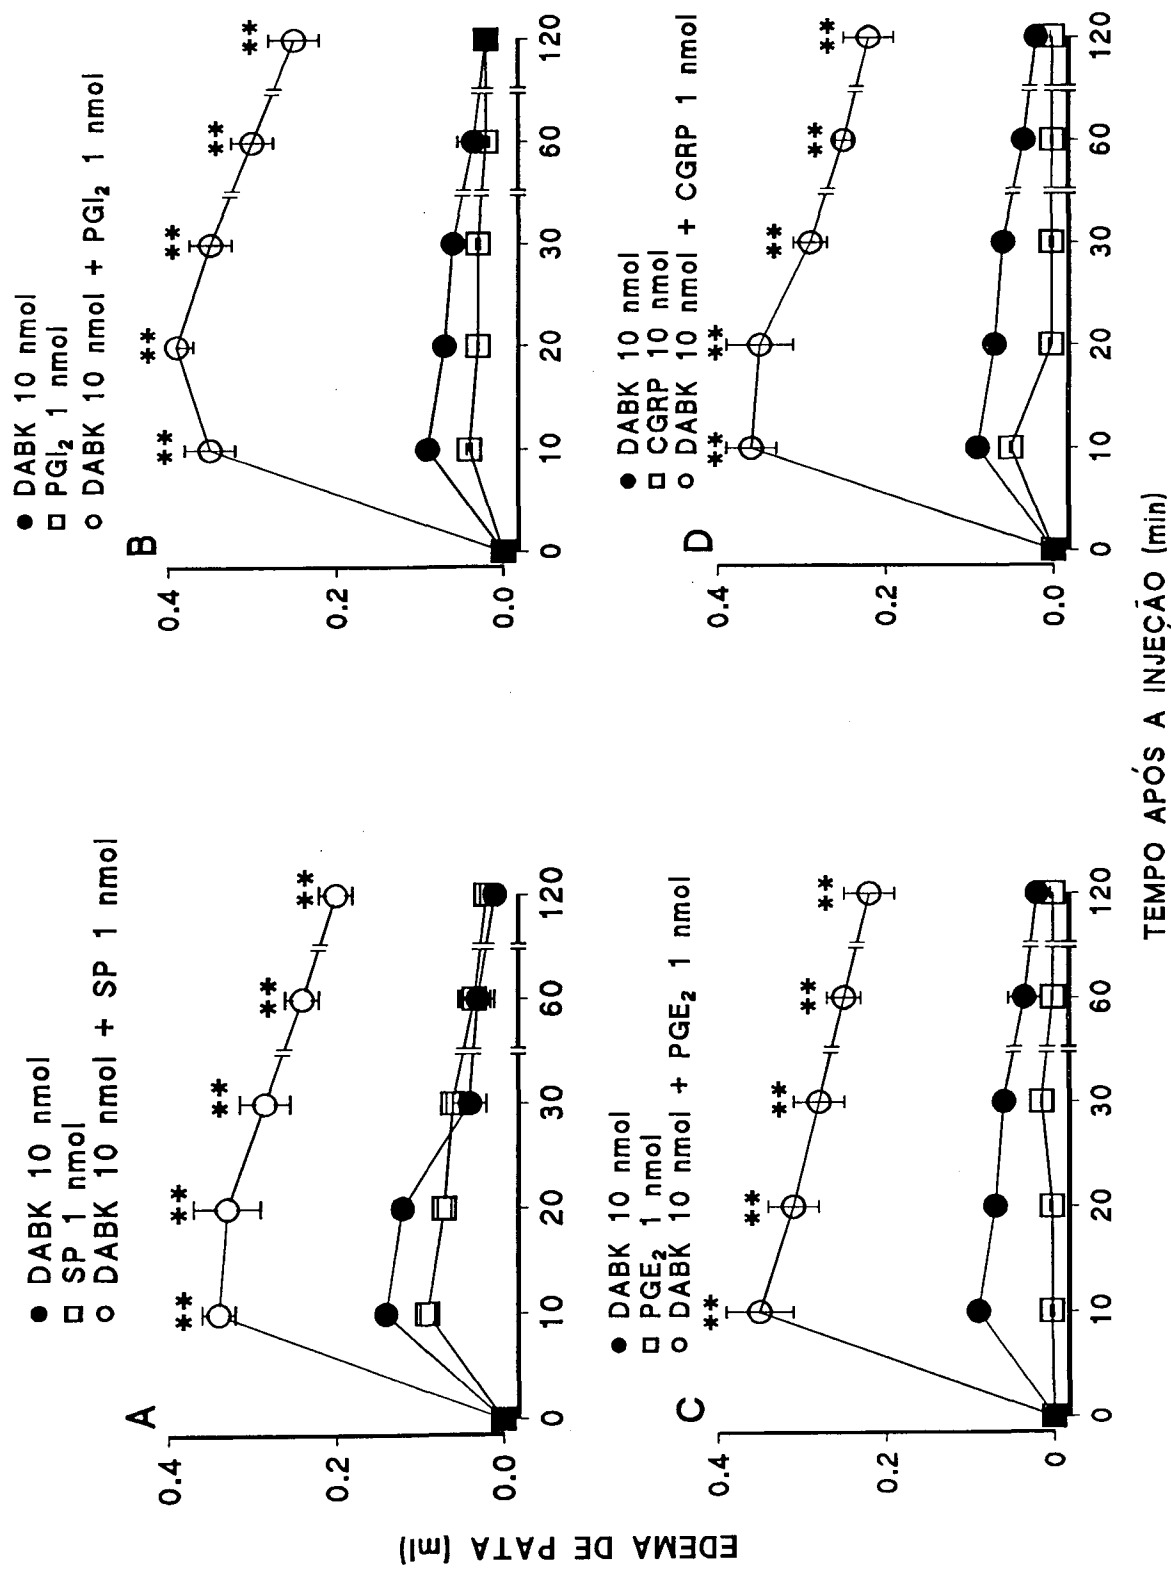 EDEMA DE PATA (ml)
A
● DABK 10 nmol
□ SP 1 nmol
○ DABK 10 nmol + SP 1 nmol
0.4
0.2
0.0
** ** ** ** **
0 10 20 30 60 120
B
● DABK 10 nmol
□ PGI₂ 1 nmol
○ DABK 10 nmol + PGI₂ 1 nmol
0.4
0.2
0.0
** ** ** ** **
0 10 20 30 60 120
C
● DABK 10 nmol
□ PGE₂ 1 nmol
○ DABK 10 nmol + PGE₂ 1 nmol
0.4
0.2
0
** ** ** ** **
0 10 20 30 60 120
D
● DABK 10 nmol
□ CGRP 10 nmol
○ DABK 10 nmol + CGRP 1 nmol
0.4
0.2
0.0
** ** ** ** **
0 10 20 30 60 120
TEMPO APÓS A INJEÇÃO (min)